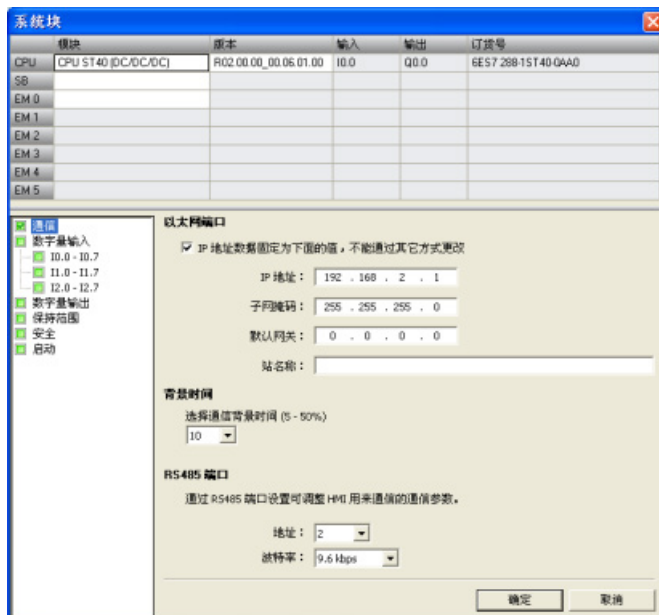 系统块
模块 版本 输入 输出 订货号
CPU CPU ST40 (DC/DC/DC) R02.00.00_00.06.01.00 I0.0 Q0.0 6ES7 288-1ST40-0AA0
SB
EM 0
EM 1
EM 2
EM 3
EM 4
EM 5
通信
数字量输入
I0.0 - I0.7
I1.0 - I1.7
I2.0 - I2.7
数字量输出
保持范围
安全
启动
以太网端口
IP 地址数据固定为下面的值，不能通过其它方式更改
IP 地址： 192 . 168 . 2 . 1
子网掩码： 255 . 255 . 255 . 0
默认网关： 0 . 0 . 0 . 0
站名称：
背景时间
选择通信背景时间 (5 - 50%)
10
RS485 端口
通过 RS485 端口设置可调整 HMI 用来通信的通信参数。
地址： 2
波特率： 9.6 kbps
确定 取消